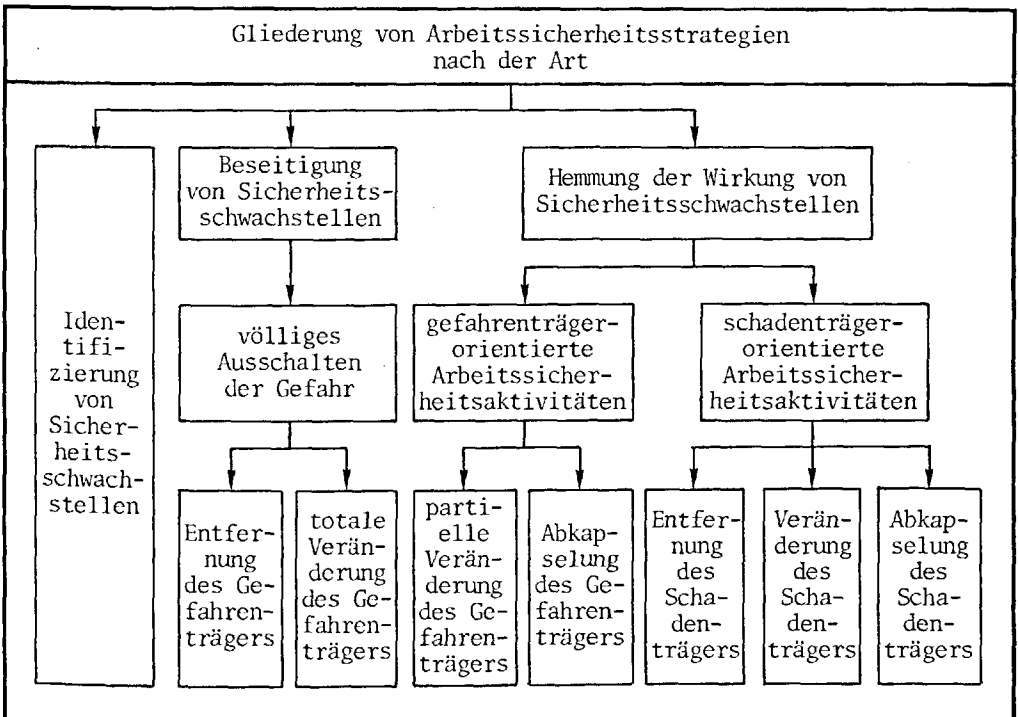 Gliederung von Arbeitssicherheitsstrategien
nach der Art
Iden-
tifi-
zierung
von
Sicher-
heits-
schwach-
stellen
Beseitigung
von Sicherheits-
schwachstellen
Hemmung der Wirkung von
Sicherheitsschwachstellen
völliges
Ausschalten
der Gefahr
gefahrenträger-
orientierte
Arbeitssicher-
heitsaktivitäten
schadenträger-
orientierte
Arbeitssicher-
heitsaktivitäten
Entfer-
nung
des Ge-
fahren-
trägers
totale
Verän-
derung
des Ge-
fahren-
trägers
parti-
elle
Verän-
derung
des Ge-
fahren-
trägers
Abkap-
selung
des Ge-
fahren-
trägers
Entfer-
nung
des
Scha-
den-
trägers
Verän-
derung
des
Scha-
den-
trägers
Abkap-
selung
des
Scha-
den-
trägers